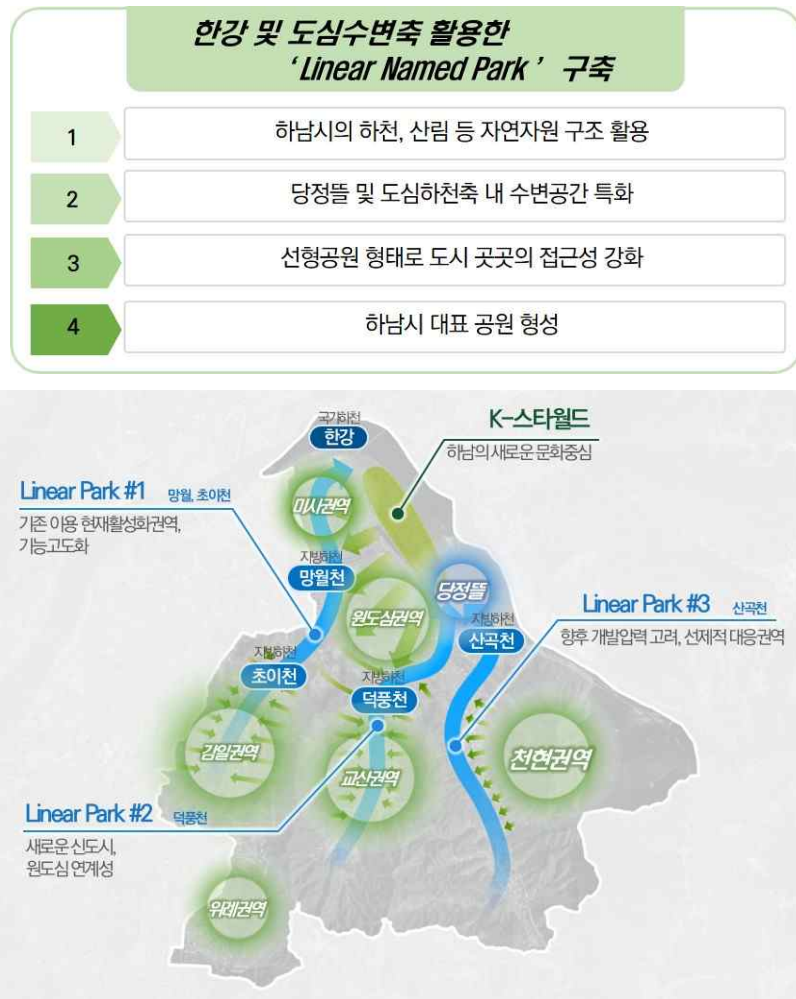 한강 및 도심수변축 활용한
‘Linear Named Park’ 구축
1 하남시의 하천, 산림 등 자연자원 구조 활용
2 당정뜰 및 도심하천축 내 수변공간 특화
3 선형공원 형태로 도시 곳곳의 접근성 강화
4 하남시 대표 공원 형성
국가하천
한강
K-스타월드
하남의 새로운 문화중심
Linear Park #1 망월, 초이천
기존 이용 현재활성화권역,
기능고도화
미사권역
지방하천
망월천
원도심권역
당정뜰
지방하천
산곡천
Linear Park #3 산곡천
향후 개발입력 고려, 선제적 대응권역
지방하천
초이천
지방하천
덕풍천
감일권역
교산권역
천현권역
Linear Park #2 덕풍천
새로운 신도시,
원도심 연계성
위례권역